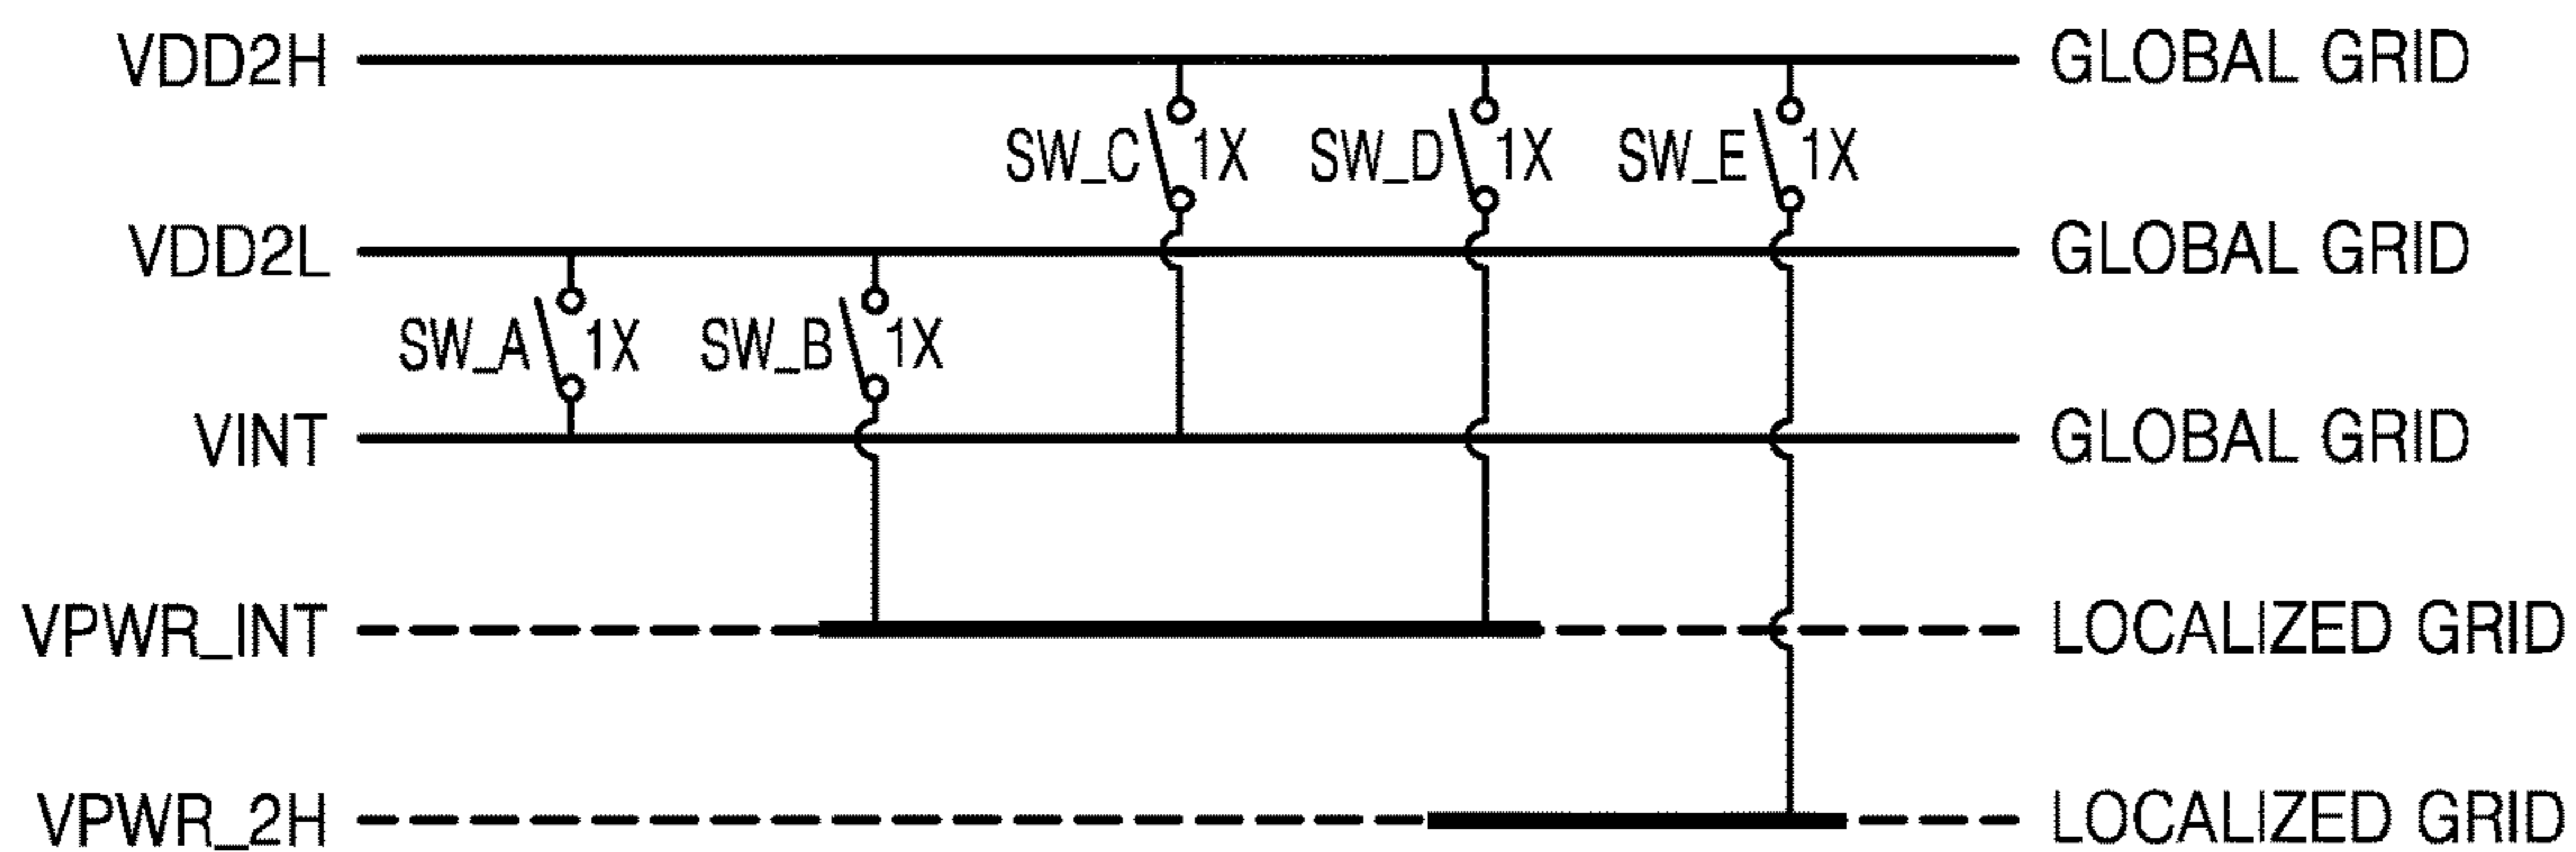 VDD2H GLOBAL GRID
SW_C 1X SW_D 1X SW_E 1X
VDD2L GLOBAL GRID
SW_A 1X SW_B 1X
VINT GLOBAL GRID
VPWR_INT LOCALIZED GRID
VPWR_2H LOCALIZED GRID